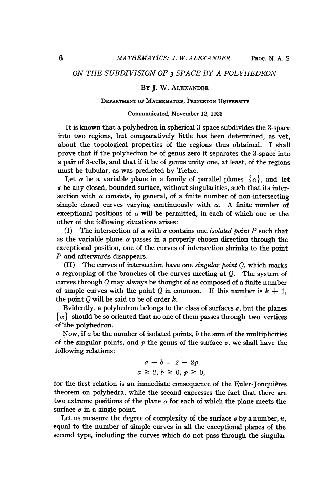 6 MATHEMATICS: J. W. ALEXANDER PROC. N. A. S.
ON THE SUBDIVISION OF 3-SPACE BY A POLYHEDRON
BY J. W. ALEXANDER
DEPARTMENT OF MATHEMATICS, PRINCETON UNIVERSITY
Communicated, November 12, 1923
It is known that a polyhedron in spherical 3-space subdivides the 3-space
into two regions, but comparatively little has been determined, as yet,
about the topological properties of the regions thus obtained. I shall
prove that if the polyhedron be of genus zero it separates the 3-space into
a pair of 3-cells, and that if it be of genus unity one, at least, of the regions
must be tubular, as was predicted by Tietze.
Let α be a variable plane in a family of parallel planes {α}, and let
s be any closed, bounded surface, without singularities, such that its inter-
section with α consists, in general, of a finite number of non-intersecting
simple closed curves varying continuously with α. A finite number of
exceptional positions of α will be permitted, in each of which one or the
other of the following situations arises:
(I) The intersection of α with s contains one isolated point P such that
as the variable plane α passes in a properly chosen direction through the
exceptional position, one of the curves of intersection shrinks to the point
P and afterwards disappears.
(II) The curves of intersection have one singular point Q, which marks
a regrouping of the branches of the curves meeting at Q. The system of
curves through Q may always be thought of as composed of a finite number
of simple curves with the point Q in common. If this number is k + 1,
the point Q will be said to be of order k.
Evidently, a polyhedron belongs to the class of surfaces s, but the planes
{α} should be so oriented that no one of them passes through two vertices
of the polyhedron.
Now, if a be the number of isolated points, b the sum of the multiplicities
of the singular points, and p the genus of the surface s, we shall have the
following relations:
a − b = 2 − 2p,
a ≥ 2, b ≥ 0, p ≥ 0,
for the first relation is an immediate consequence of the Euler-Jonquières
theorem on polyhedra, while the second expresses the fact that there are
two extreme positions of the plane α for each of which the plane meets the
surface s in a single point.
Let us measure the degree of complexity of the surface s by a number, n,
equal to the number of simple curves in all the exceptional planes of the
second type, including the curves which do not pass through the singular